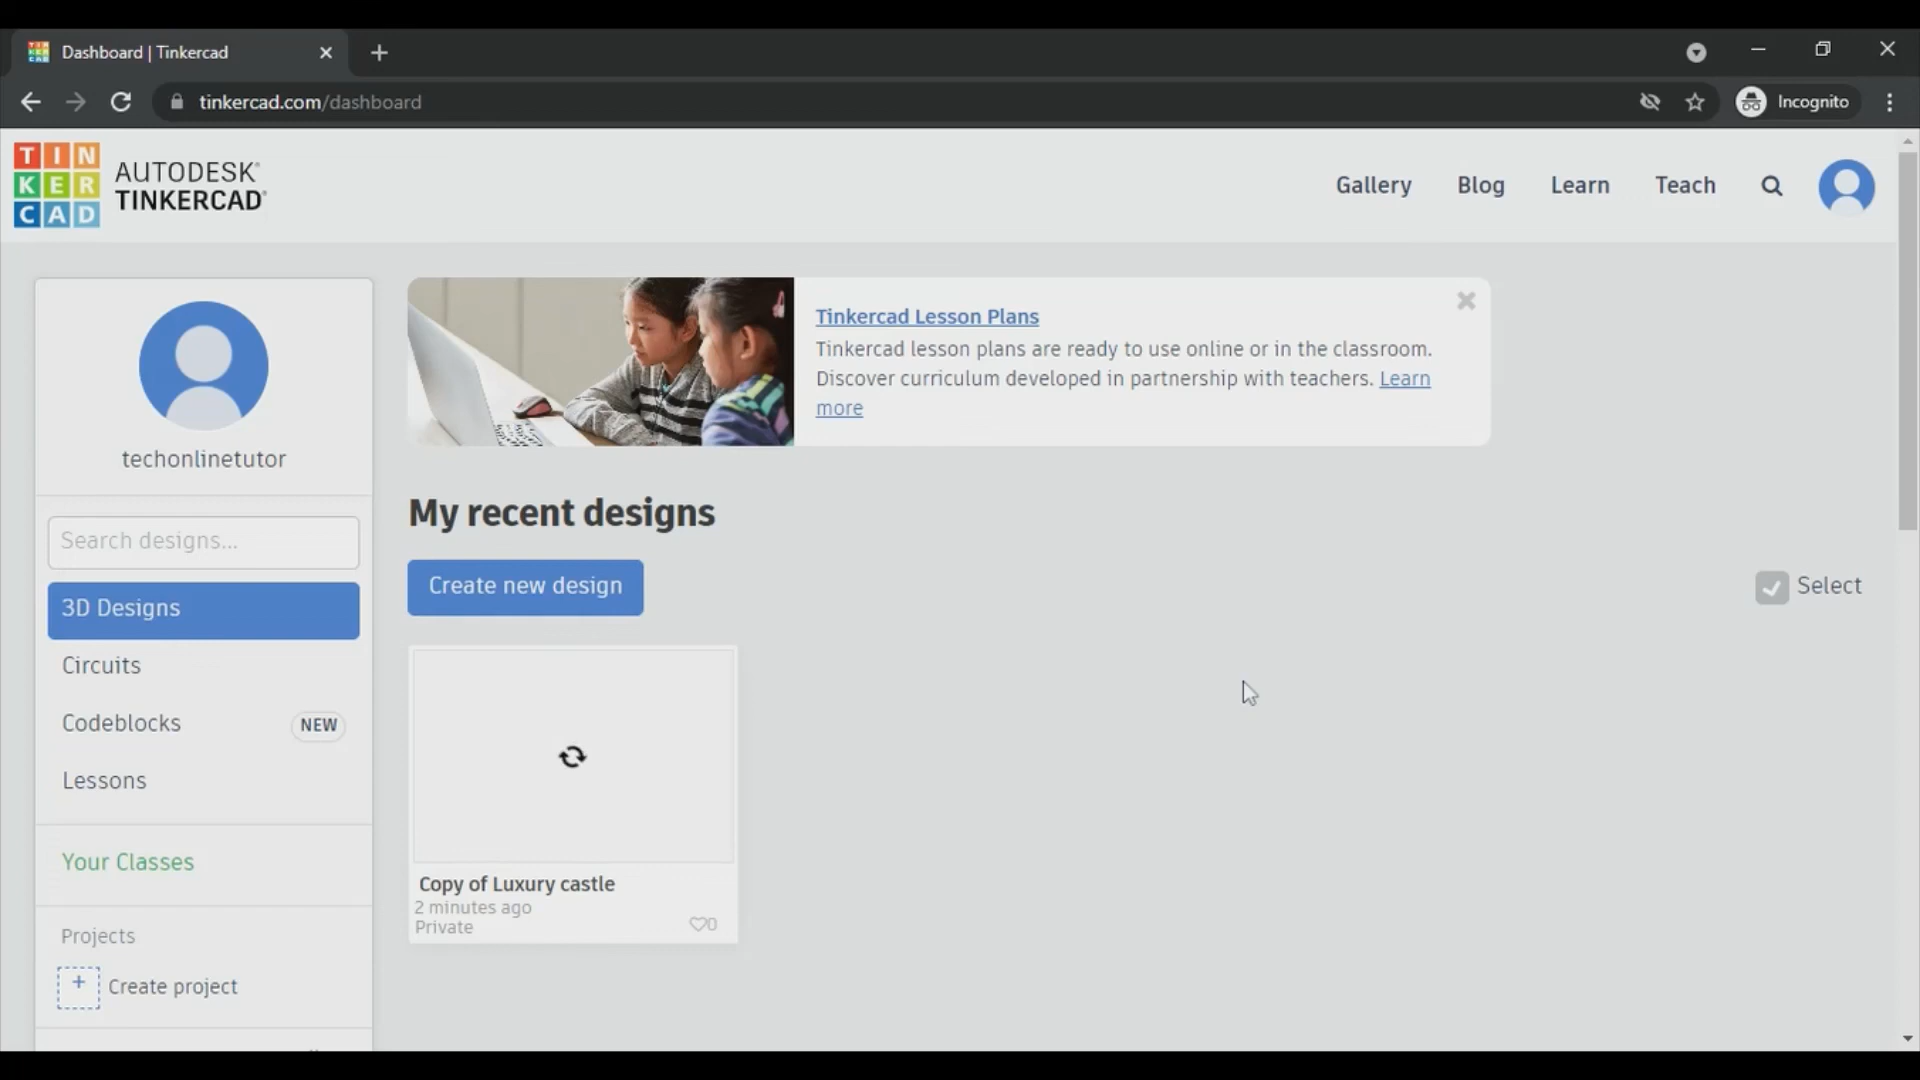 Dashboard | Tinkercad
tinkercad.com/dashboard
Incognito
TIN
KER
CAD
AUTODESK®
TINKERCAD®
Gallery
Blog
Learn
Teach
techonlinetutor
Search designs...
3D Designs
Circuits
Codeblocks
NEW
Lessons
Your Classes
Projects
Create project
Tinkercad Lesson Plans
Tinkercad lesson plans are ready to use online or in the classroom.
Discover curriculum developed in partnership with teachers. Learn
more
My recent designs
Create new design
Select
Copy of Luxury castle
2 minutes ago
Private
0